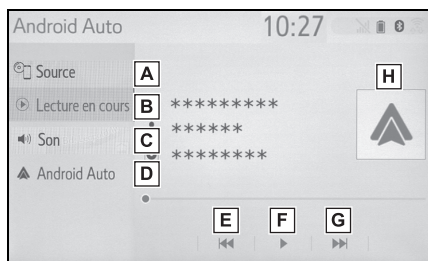 Android Auto 10:27
Source A H
Lecture en cours B *********
Son C ******
Android Auto D ********
E F G